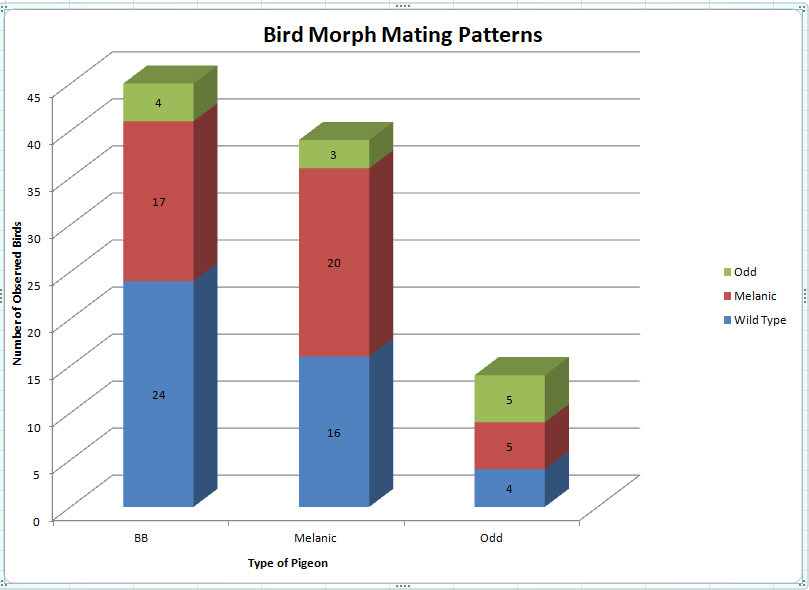 Bird Morph Mating Patterns
45
40
35
30
25
20
15
10
5
0
Number of Observed Birds
4
17
24
3
20
16
5
5
4
BB
Melanic
Odd
Type of Pigeon
Odd
Melanic
Wild Type